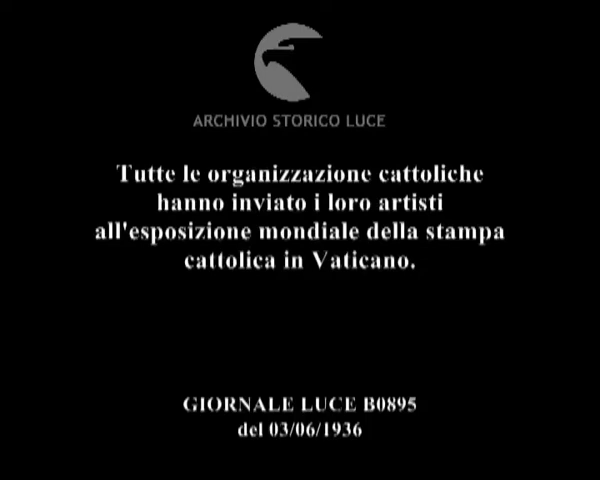 ARCHIVIO STORICO LUCE
Tutte le organizzazione cattoliche
hanno inviato i loro artisti
all'esposizione mondiale della stampa
cattolica in Vaticano.
GIORNALE LUCE B0895
del 03/06/1936